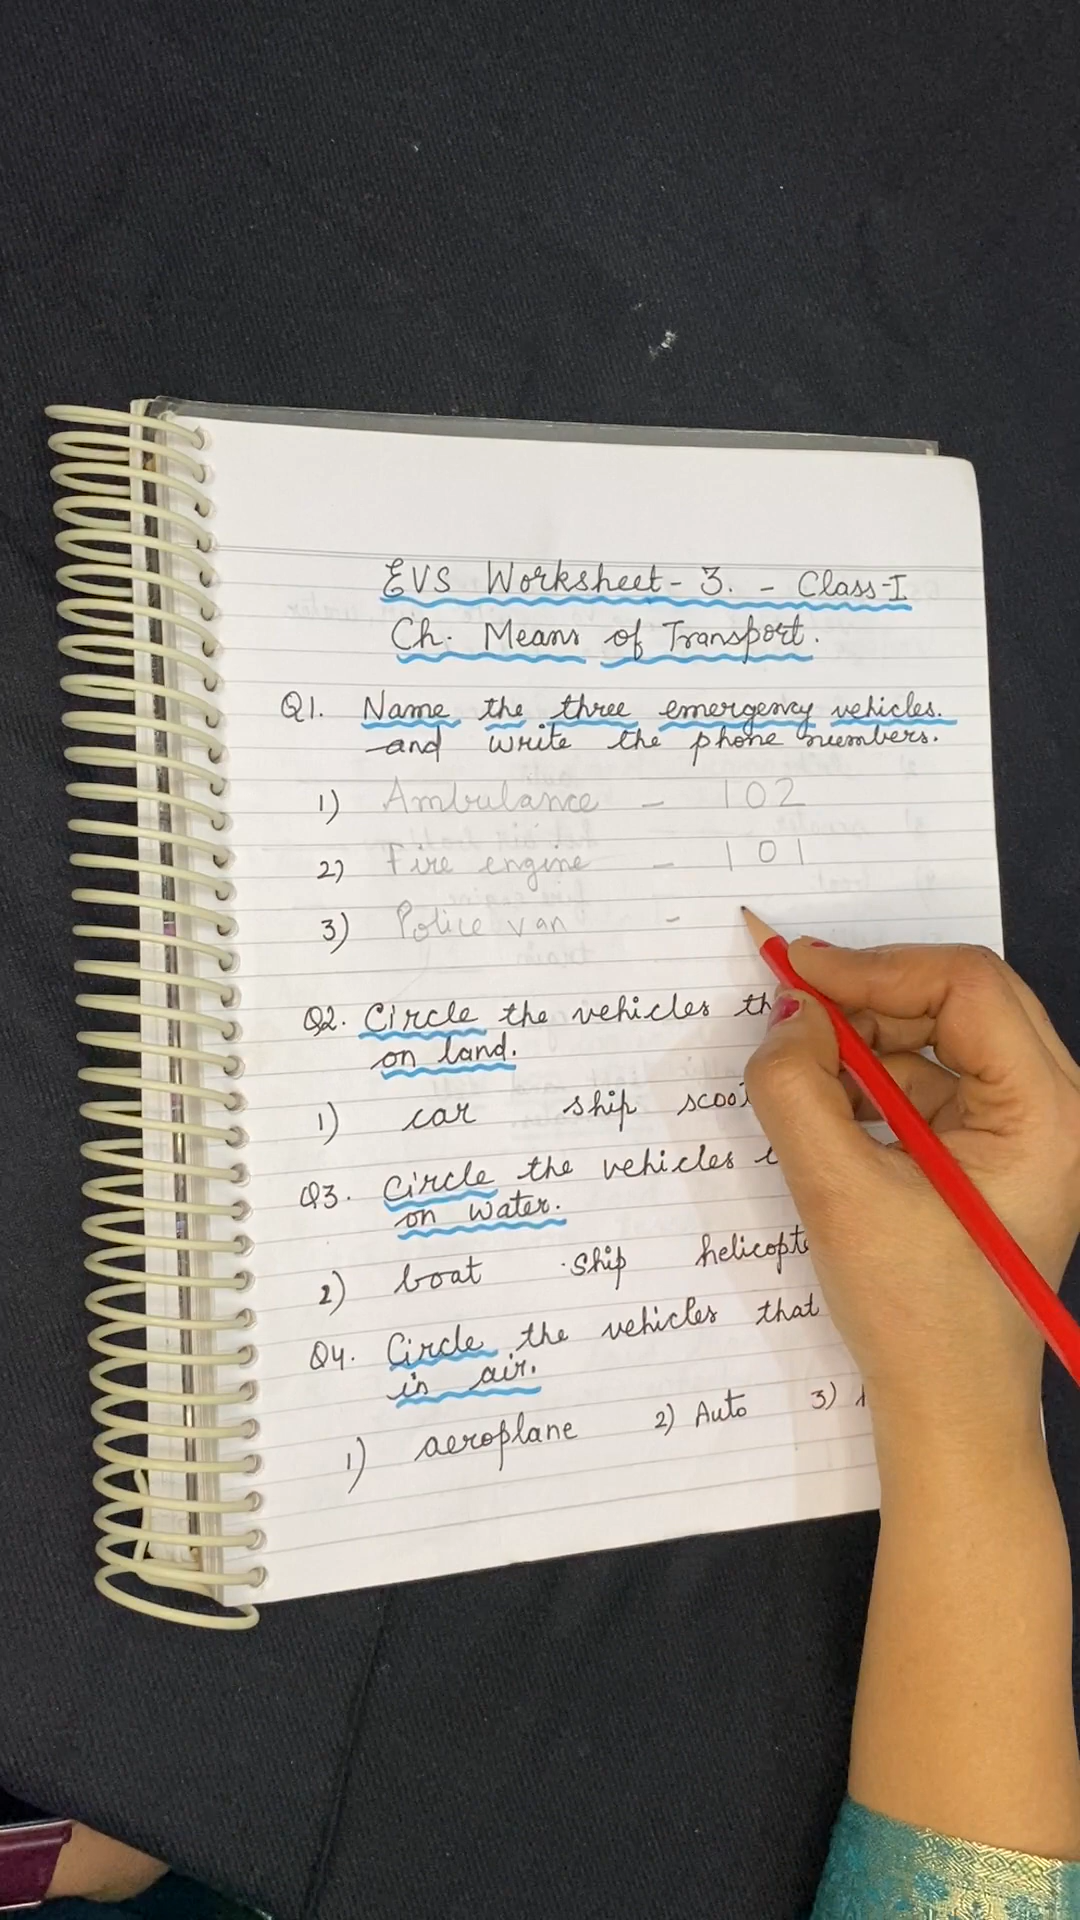 EVS Worksheet - 3. - Class-I
Ch. Means of Transport.
Q1. Name the three emergency vehicles.
and write the phone numbers.
1) Ambulance - 102
2) Fire engine - 101
3) Police van -
Q2. Circle the vehicles
on land.
1) car ship
Q3. Circle the vehicles
on water.
2) boat ship
Q4. Circle the vehicles that
in air.
1) aeroplane 2) Auto 3)